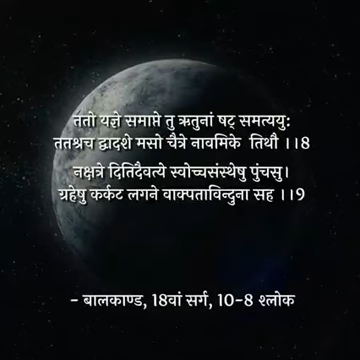 ततो यज्ञे समाप्ते तु ऋतुनां षट् समत्ययुः
ततश्रच द्वादशे मसो चैत्रे नावमिके तिथौ ।।8
नक्षत्रे दितिदैवत्ये स्वोच्चसंस्थेषु पुंचसु।
ग्रहेषु कर्कट लगने वाक्पताविन्दुना सह ।।9
- बालकाण्ड, 18वां सर्ग, 10-8 श्लोक